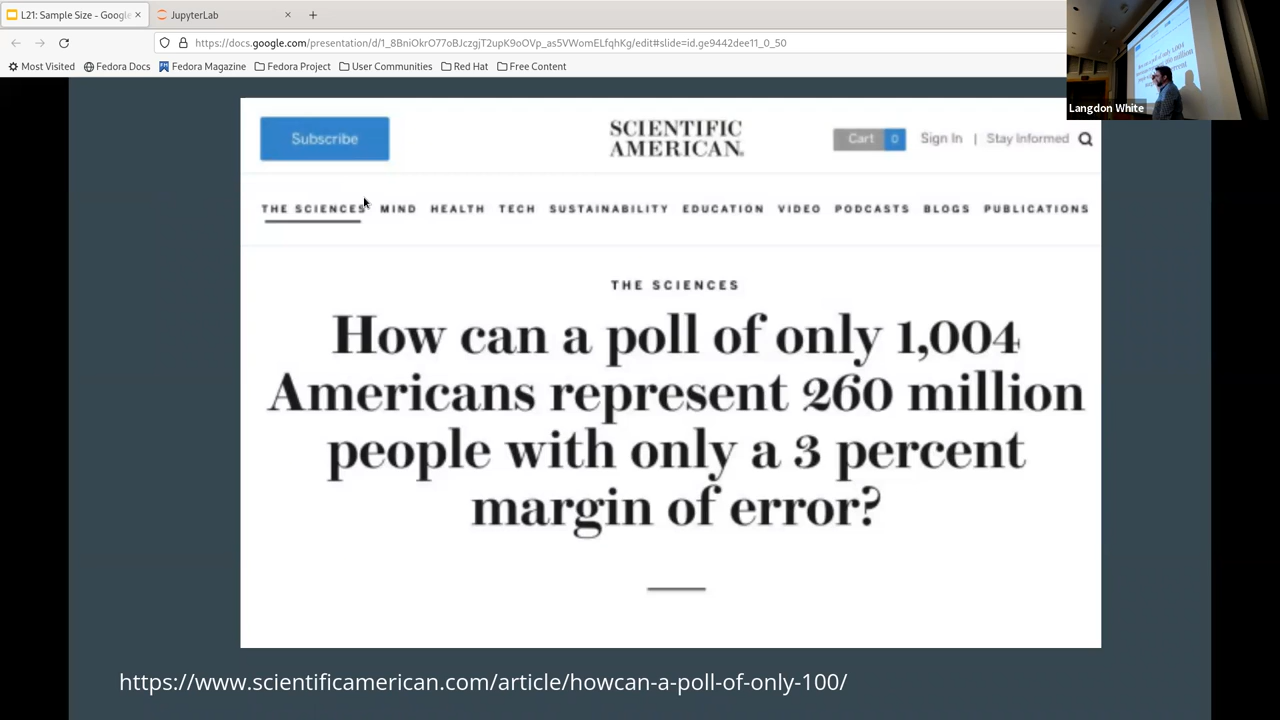 L21: Sample Size - Google
JupyterLab
https://docs.google.com/presentation/d/1_8BniOkrO77oBJczgjT2upK9oOVp_as5VWomELfqhKg/edit#slide=id.ge9442dee11_0_50
Most Visited Fedora Docs Fedora Magazine Fedora Project User Communities Red Hat Free Content
Langdon White
Subscribe
SCIENTIFIC
AMERICAN
Cart 0 Sign In | Stay Informed
THE SCIENCES MIND HEALTH TECH SUSTAINABILITY EDUCATION VIDEO PODCASTS BLOGS PUBLICATIONS
THE SCIENCES
How can a poll of only 1,004
Americans represent 260 million
people with only a 3 percent
margin of error?
https://www.scientificamerican.com/article/howcan-a-poll-of-only-100/